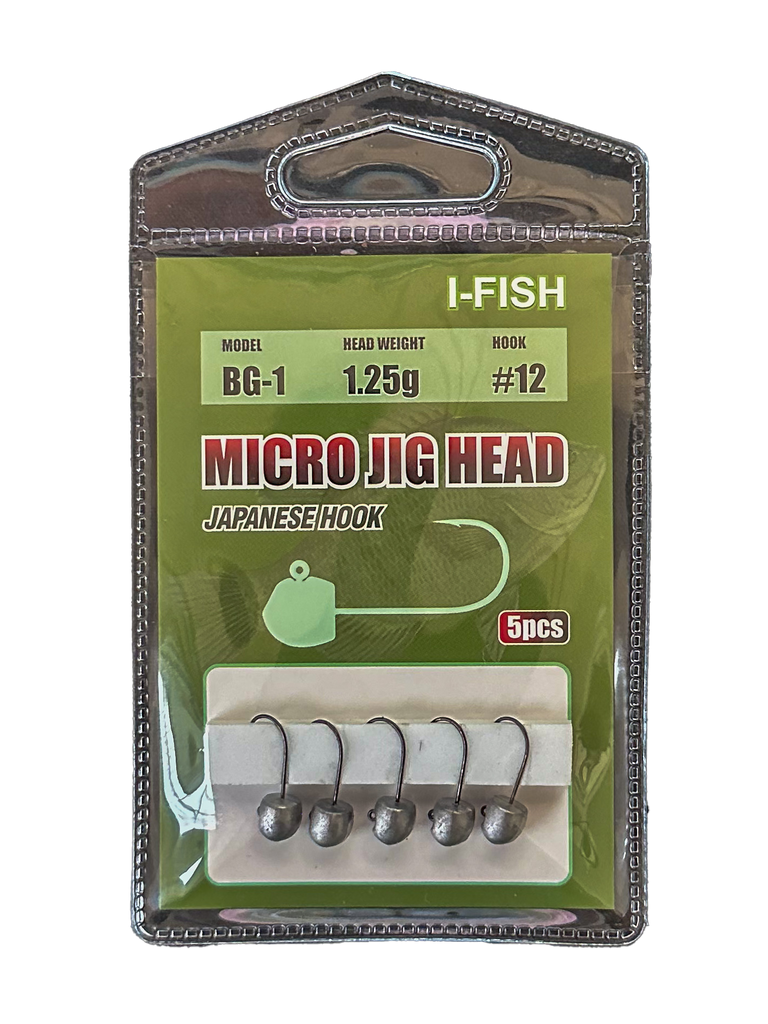 I-FISH
MODEL HEAD WEIGHT HOOK
BG-1 1.25g #12
MICRO JIG HEAD
JAPANESE HOOK
5pcs